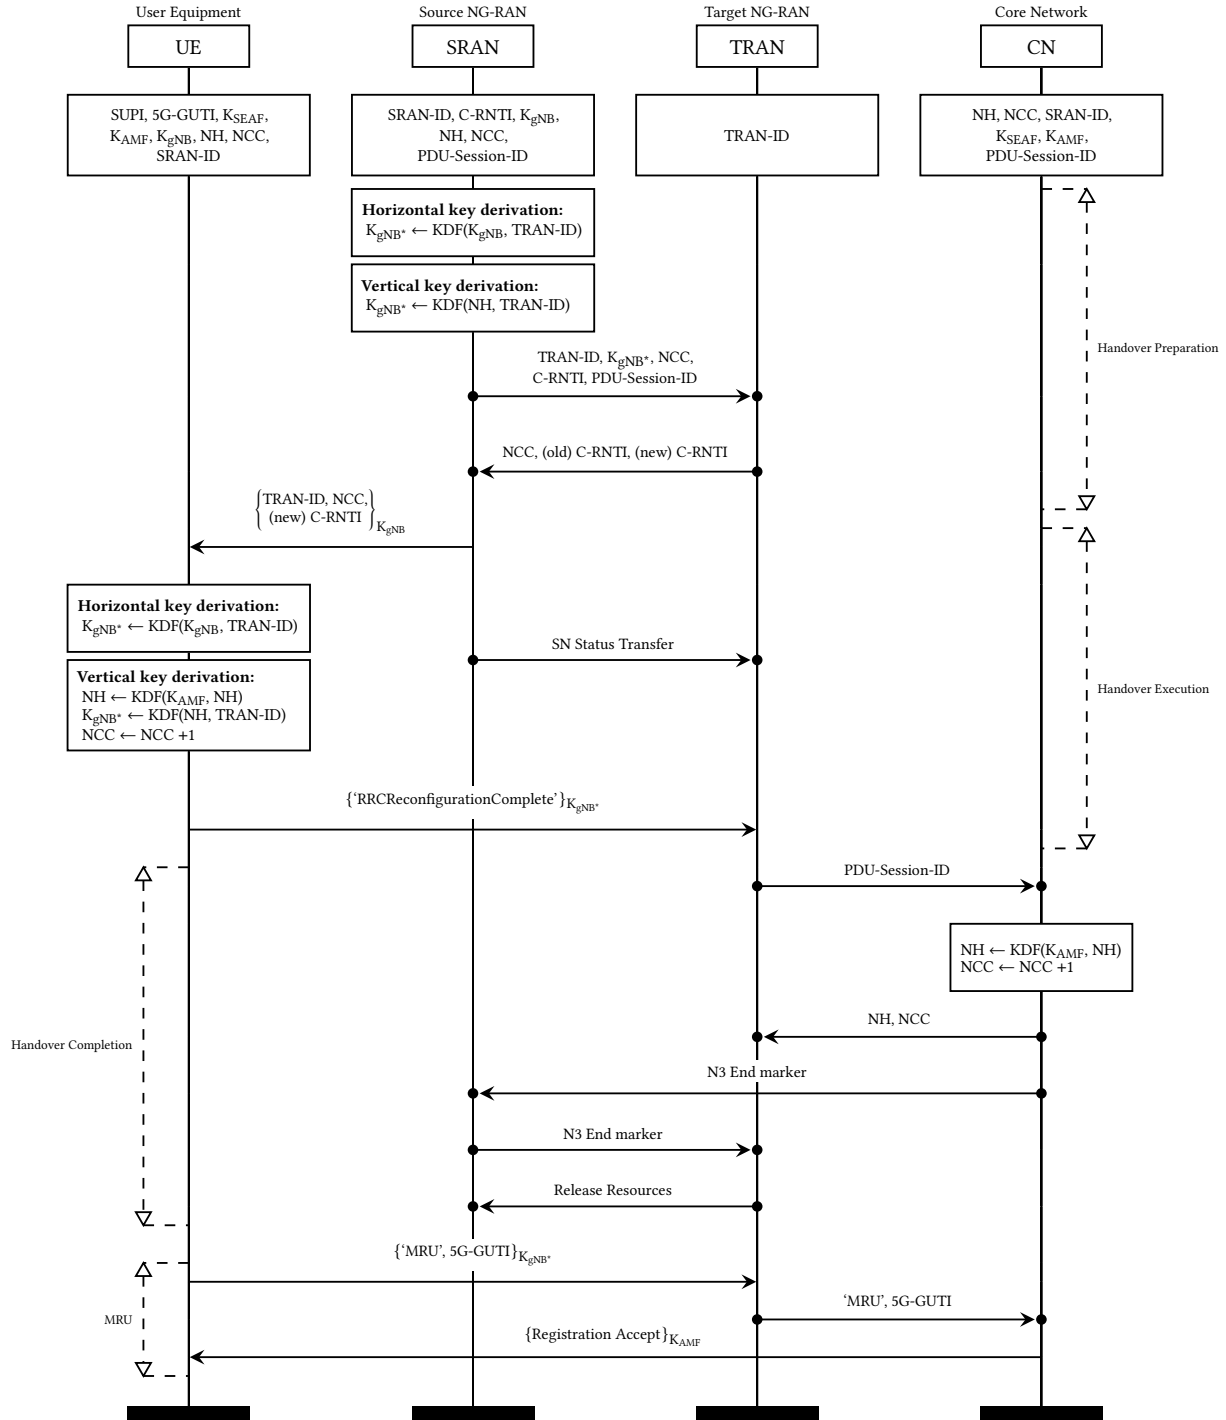 User Equipment
Source NG-RAN
Target NG-RAN
Core Network
UE
SRAN
TRAN
CN
SUPI, 5G-GUTI, K_SEAF,
K_AMF, K_gNB, NH, NCC,
SRAN-ID
SRAN-ID, C-RNTI, K_gNB,
NH, NCC,
PDU-Session-ID
TRAN-ID
NH, NCC, SRAN-ID,
K_SEAF, K_AMF,
PDU-Session-ID
Horizontal key derivation:
K_gNB* ← KDF(K_gNB, TRAN-ID)
Vertical key derivation:
K_gNB* ← KDF(NH, TRAN-ID)
Handover Preparation
TRAN-ID, K_gNB*, NCC,
C-RNTI, PDU-Session-ID
NCC, (old) C-RNTI, (new) C-RNTI
{TRAN-ID, NCC,
(new) C-RNTI}K_gNB
Horizontal key derivation:
K_gNB* ← KDF(K_gNB, TRAN-ID)
SN Status Transfer
Vertical key derivation:
NH ← KDF(K_AMF, NH)
K_gNB* ← KDF(NH, TRAN-ID)
NCC ← NCC +1
Handover Execution
{‘RRCReconfigurationComplete’}K_gNB*
PDU-Session-ID
NH ← KDF(K_AMF, NH)
NCC ← NCC +1
NH, NCC
Handover Completion
N3 End marker
N3 End marker
Release Resources
{‘MRU’, 5G-GUTI}K_gNB*
‘MRU’, 5G-GUTI
MRU
{Registration Accept}K_AMF